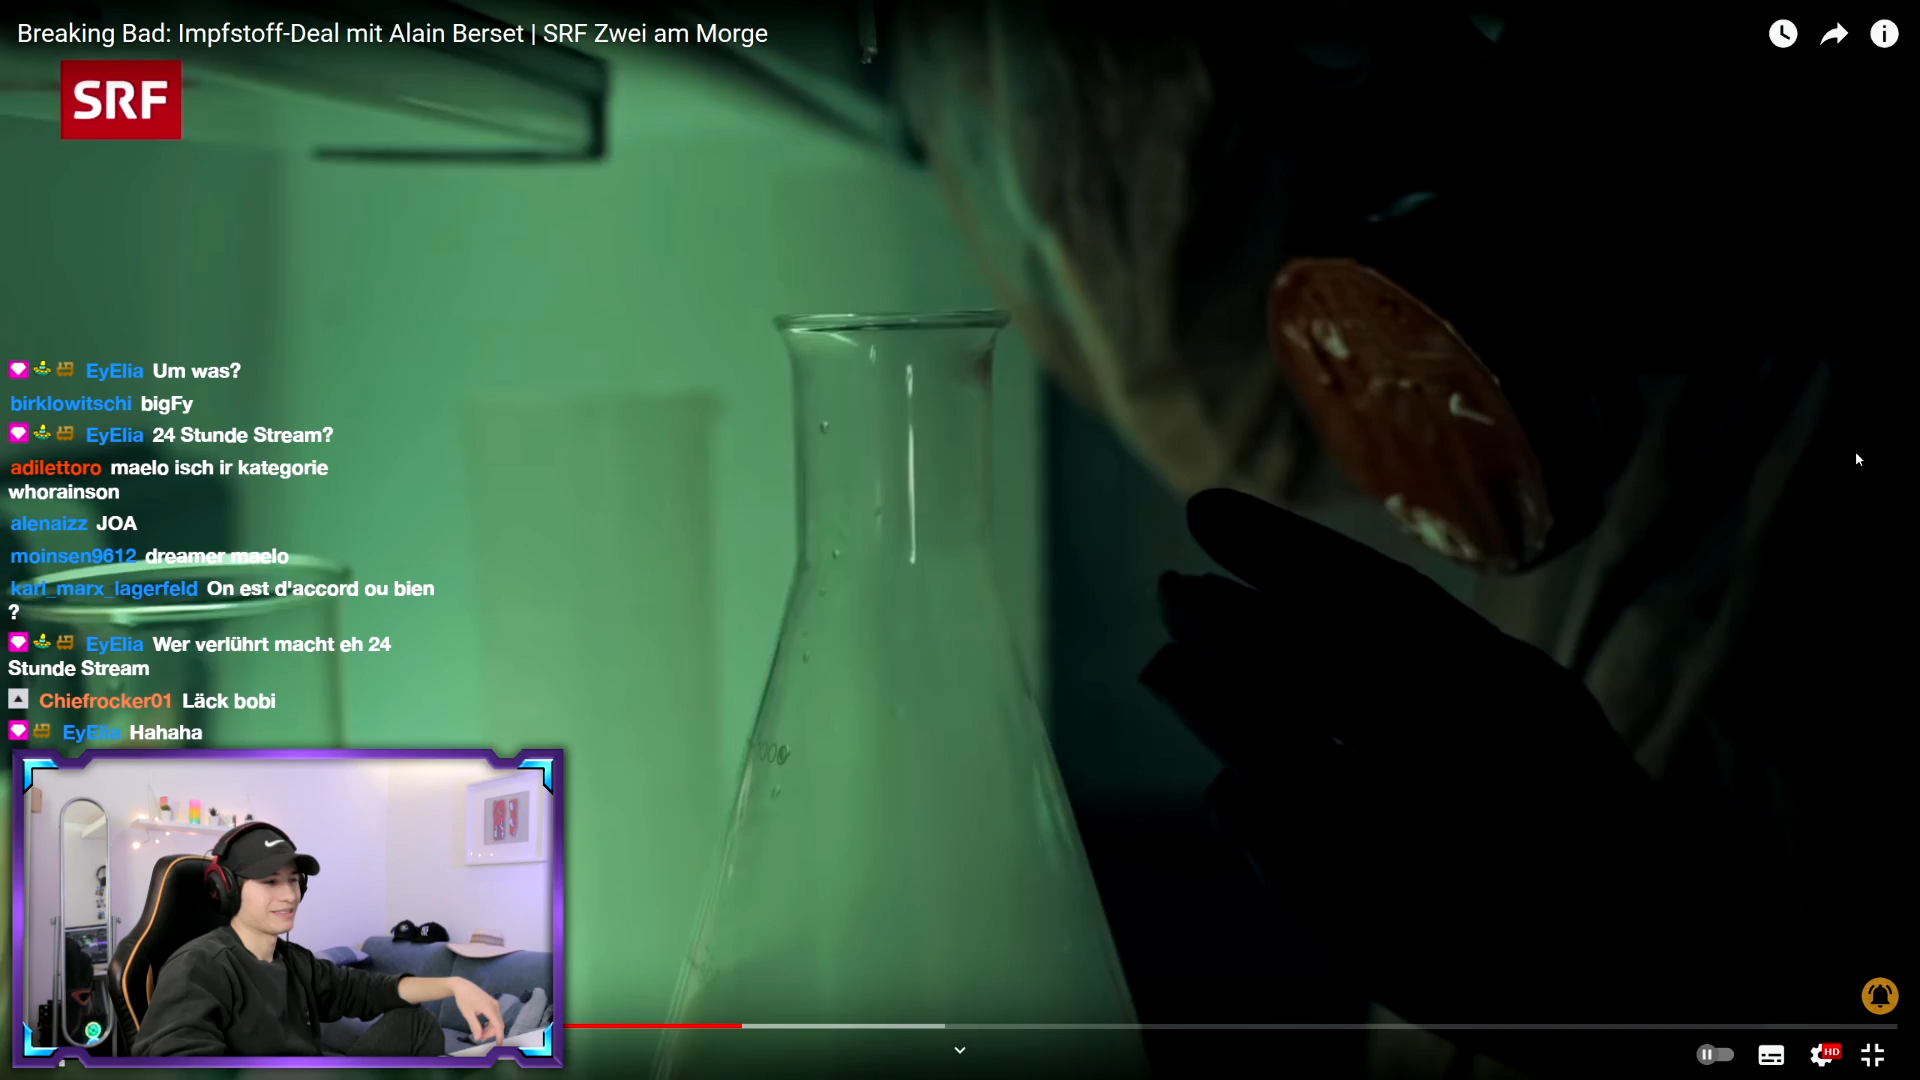 Breaking Bad: Impfstoff-Deal mit Alain Berset | SRF Zwei am Morge
SRF
EyElia Um was?
birklowitschi bigFy
EyElia 24 Stunde Stream?
adilettoro maelo isch ir kategorie
whorainson
alenaizz JOA
moinsen9612 dreamer maelo
karl_marx_lagerfeld On est d'accord ou bien
?
EyElia Wer verlührt macht eh 24
Stunde Stream
Chiefrocker01 Läck bobi
EyElia Hahaha
1000
HD